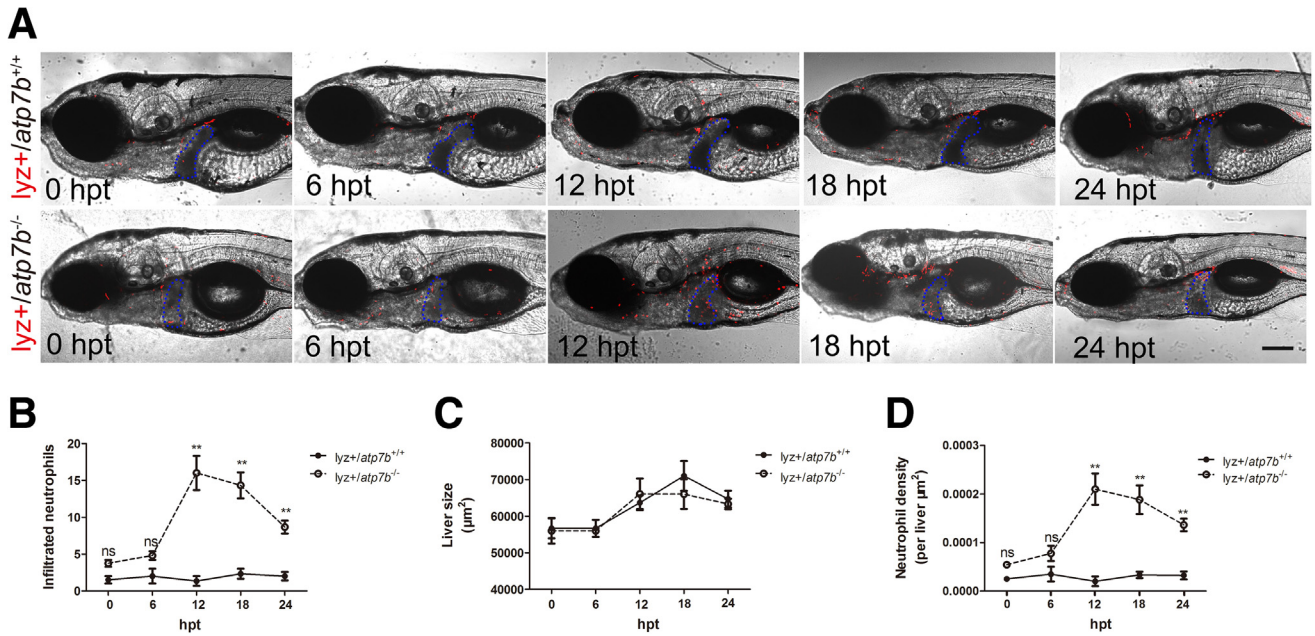 A
lyz+/atp7b+/+
0 hpt
6 hpt
12 hpt
18 hpt
24 hpt
lyz+/atp7b-/-
0 hpt
6 hpt
12 hpt
18 hpt
24 hpt
B
Infiltrated neutrophils
20
15
10
5
0
ns
ns
**
**
**
0
6
12
18
24
hpt
lyz+/atp7b+/+
lyz+/atp7b-/-
C
Liver size
(μm²)
80000
70000
60000
50000
40000
0
6
12
18
24
hpt
lyz+/atp7b+/+
lyz+/atp7b-/-
D
Neutrophil density
(per liver μm²)
0.0003
0.0002
0.0001
0.0000
ns
ns
**
**
**
0
6
12
18
24
hpt
lyz+/atp7b+/+
lyz+/atp7b-/-